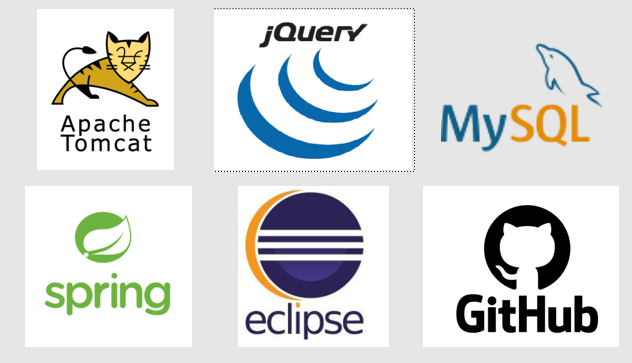 Apache
Tomcat
jQuery
MySQL
spring
eclipse
GitHub